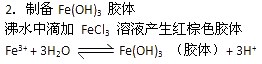 2. 制备 Fe(OH)₃ 胶体
沸水中滴加 FeCl₃ 溶液产生红棕色胶体
Fe³⁺ + 3H₂O ⇌ Fe(OH)₃ （胶体）+ 3H⁺